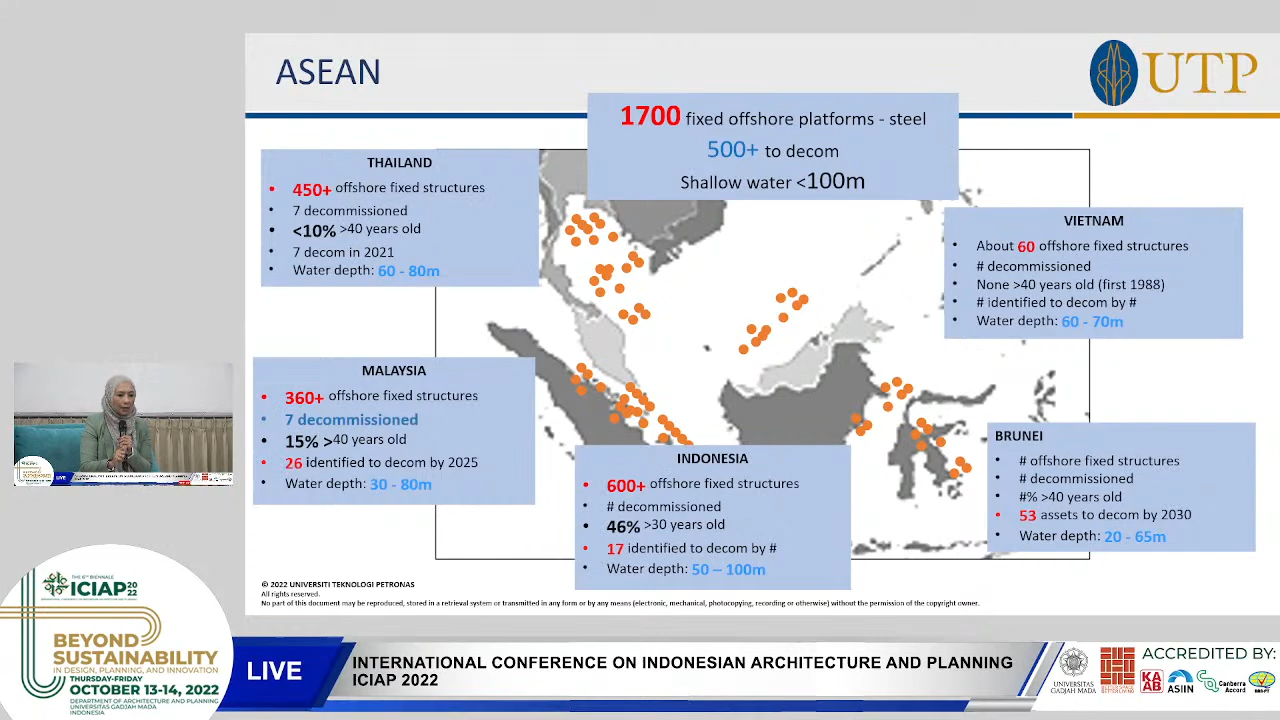 ASEAN
UTP
1700 fixed offshore platforms - steel
500+ to decom
Shallow water <100m
THAILAND
• 450+ offshore fixed structures
• 7 decommissioned
• <10% >40 years old
• 7 decom in 2021
• Water depth: 60 - 80m
VIETNAM
• About 60 offshore fixed structures
• # decommissioned
• None >40 years old (first 1988)
• # identified to decom by #
• Water depth: 60 - 70m
MALAYSIA
• 360+ offshore fixed structures
• 7 decommissioned
• 15% >40 years old
• 26 identified to decom by 2025
• Water depth: 30 - 80m
INDONESIA
• 600+ offshore fixed structures
• # decommissioned
• 46% >30 years old
• 17 identified to decom by #
• Water depth: 50 – 100m
BRUNEI
• # offshore fixed structures
• # decommissioned
• #% >40 years old
• 53 assets to decom by 2030
• Water depth: 20 - 65m
© 2022 UNIVERSITI TEKNOLOGI PETRONAS
All rights reserved.
No part of this document may be reproduced, stored in a retrieval system or transmitted in any form or by any means (electronic, mechanical, photocopying, recording or otherwise) without the permission of the copyright owner.
THE 6TH BIENNALE
ICIAP 2022
BEYOND
SUSTAINABILITY
IN DESIGN, PLANNING, AND INNOVATION
THURSDAY-FRIDAY
OCTOBER 13-14, 2022
DEPARTMENT OF ARCHITECTURE AND PLANNING
UNIVERSITAS GADJAH MADA
INDONESIA
LIVE
INTERNATIONAL CONFERENCE ON INDONESIAN ARCHITECTURE AND PLANNING
ICIAP 2022
UNIVERSITAS
GADJAH MADA
ACCREDITED BY:
KAAB
ASIIN
Canberra
Accord